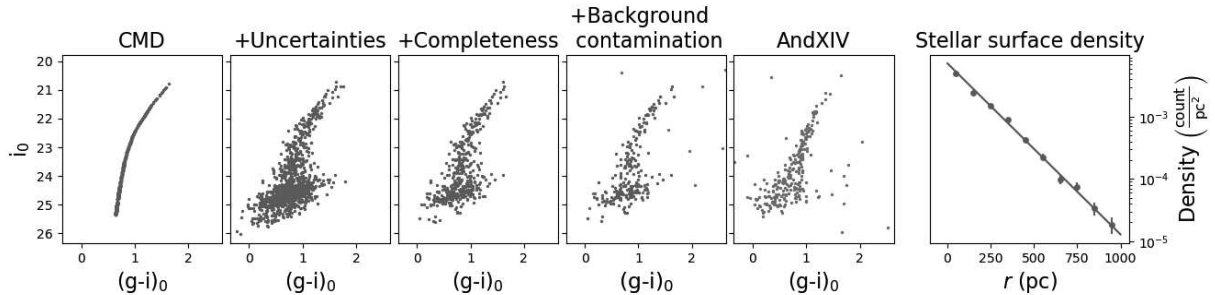 +Background
CMD +Uncertainties +Completeness contamination AndXIV Stellar surface density
20
21
22
23
24
25
26
i₀
0 1 2
0 1 2
0 1 2
0 1 2
0 1 2
(g-i)₀ (g-i)₀ (g-i)₀ (g-i)₀ (g-i)₀
10⁻³
10⁻⁴
10⁻⁵
Density (count/pc²)
0 250 500 750 1000
r (pc)